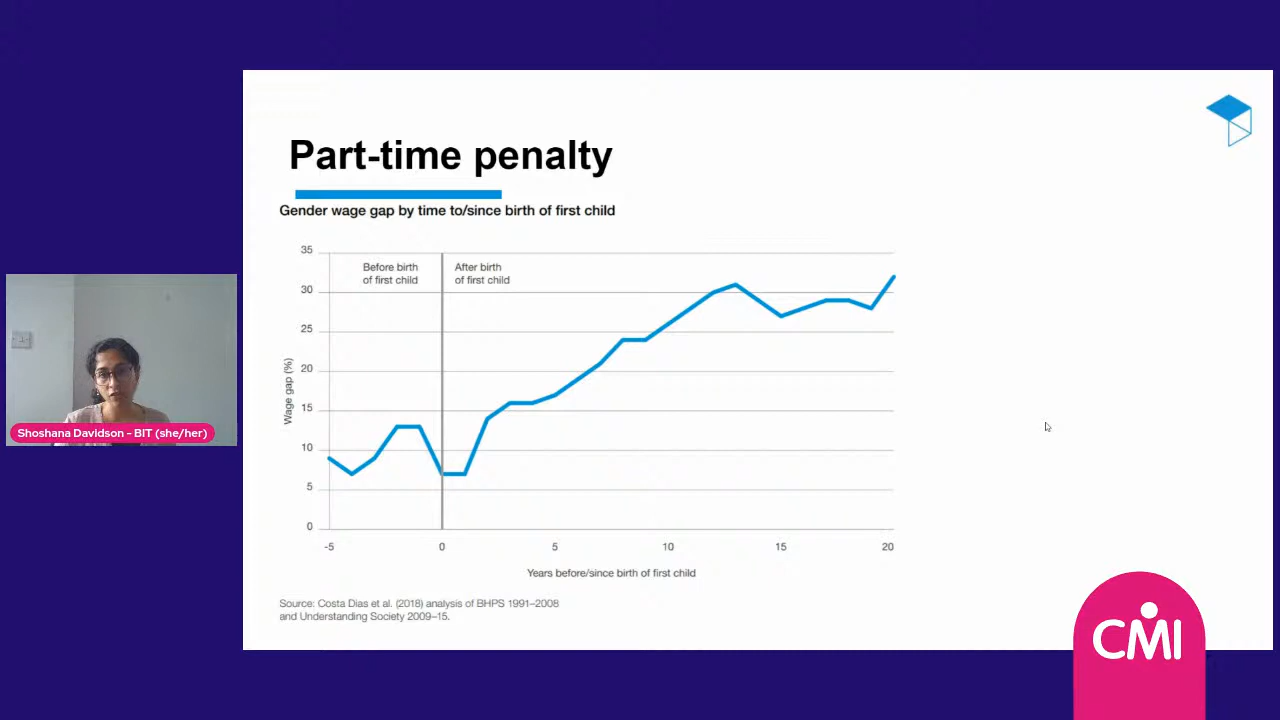 Part-time penalty
Gender wage gap by time to/since birth of first child
35
30
25
20
15
10
5
0
Wage gap (%)
Before birth
of first child
After birth
of first child
-5
0
5
10
15
20
Years before/since birth of first child
Source: Costa Dias et al. (2018) analysis of BHPS 1991–2008
and Understanding Society 2009–15.
Shoshana Davidson - BIT (she/her)
CMI